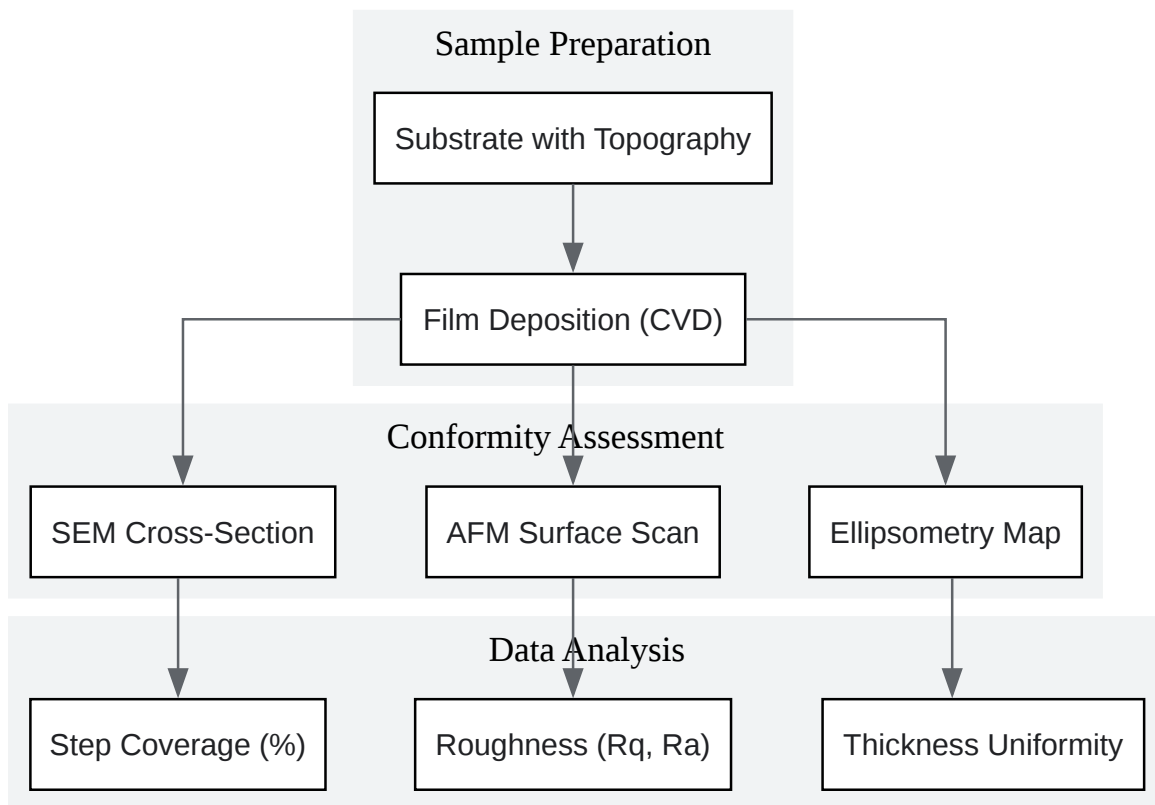 Sample Preparation
Substrate with Topography
Film Deposition (CVD)
Conformity Assessment
SEM Cross-Section
AFM Surface Scan
Ellipsometry Map
Data Analysis
Step Coverage (%)
Roughness (Rq, Ra)
Thickness Uniformity